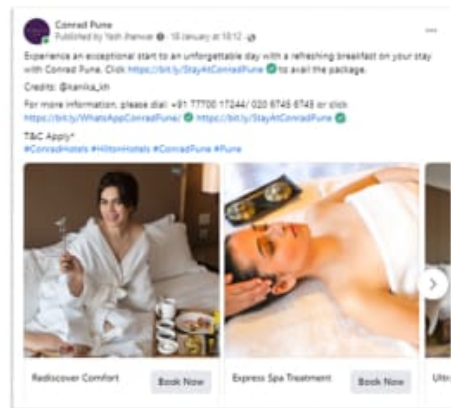 Conrad Pune
Published by Yash Jhanwar · 18 January at 18:12 ·
Experience an exceptional start to an unforgettable day with a refreshing breakfast on your stay
with Conrad Pune. Click https://bit.ly/StayAtConradPune to avail the package.
Credits: @kanika_kh
For more information, please dial: +91 77700 17244/ 020 6745 6745 or click
https://bit.ly/WhatsAppConradPune/ https://bit.ly/StayAtConradPune
T&C Apply*
#ConradHotels #HiltonHotels #ConradPune #Pune
Rediscover Comfort
Book Now
Express Spa Treatment
Book Now
Ultr